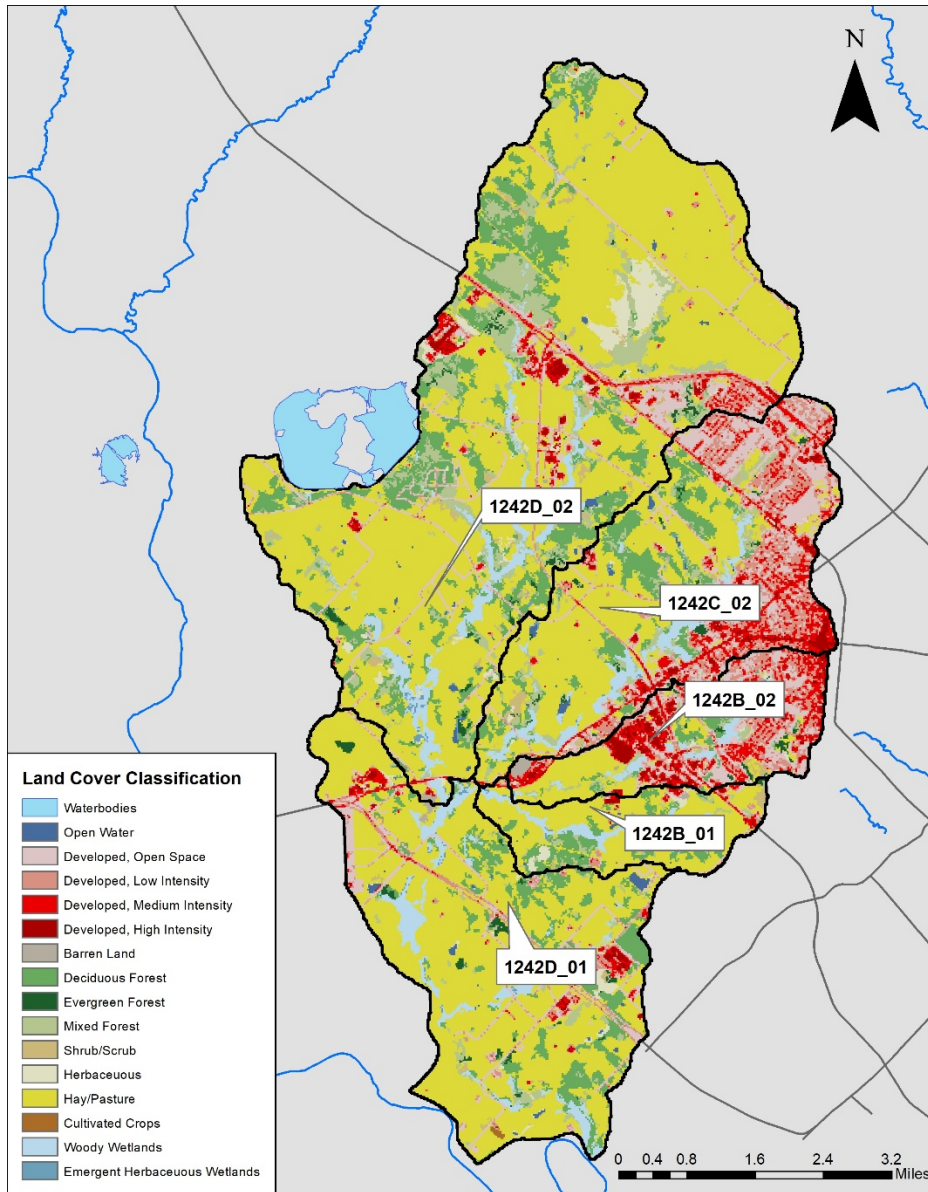 N
1242D_02
1242C_02
1242B_02
1242B_01
1242D_01
Land Cover Classification
Waterbodies
Open Water
Developed, Open Space
Developed, Low Intensity
Developed, Medium Intensity
Developed, High Intensity
Barren Land
Deciduous Forest
Evergreen Forest
Mixed Forest
Shrub/Scrub
Herbaceuous
Hay/Pasture
Cultivated Crops
Woody Wetlands
Emergent Herbaceuous Wetlands
0 0.4 0.8 1.6 2.4 3.2
Miles